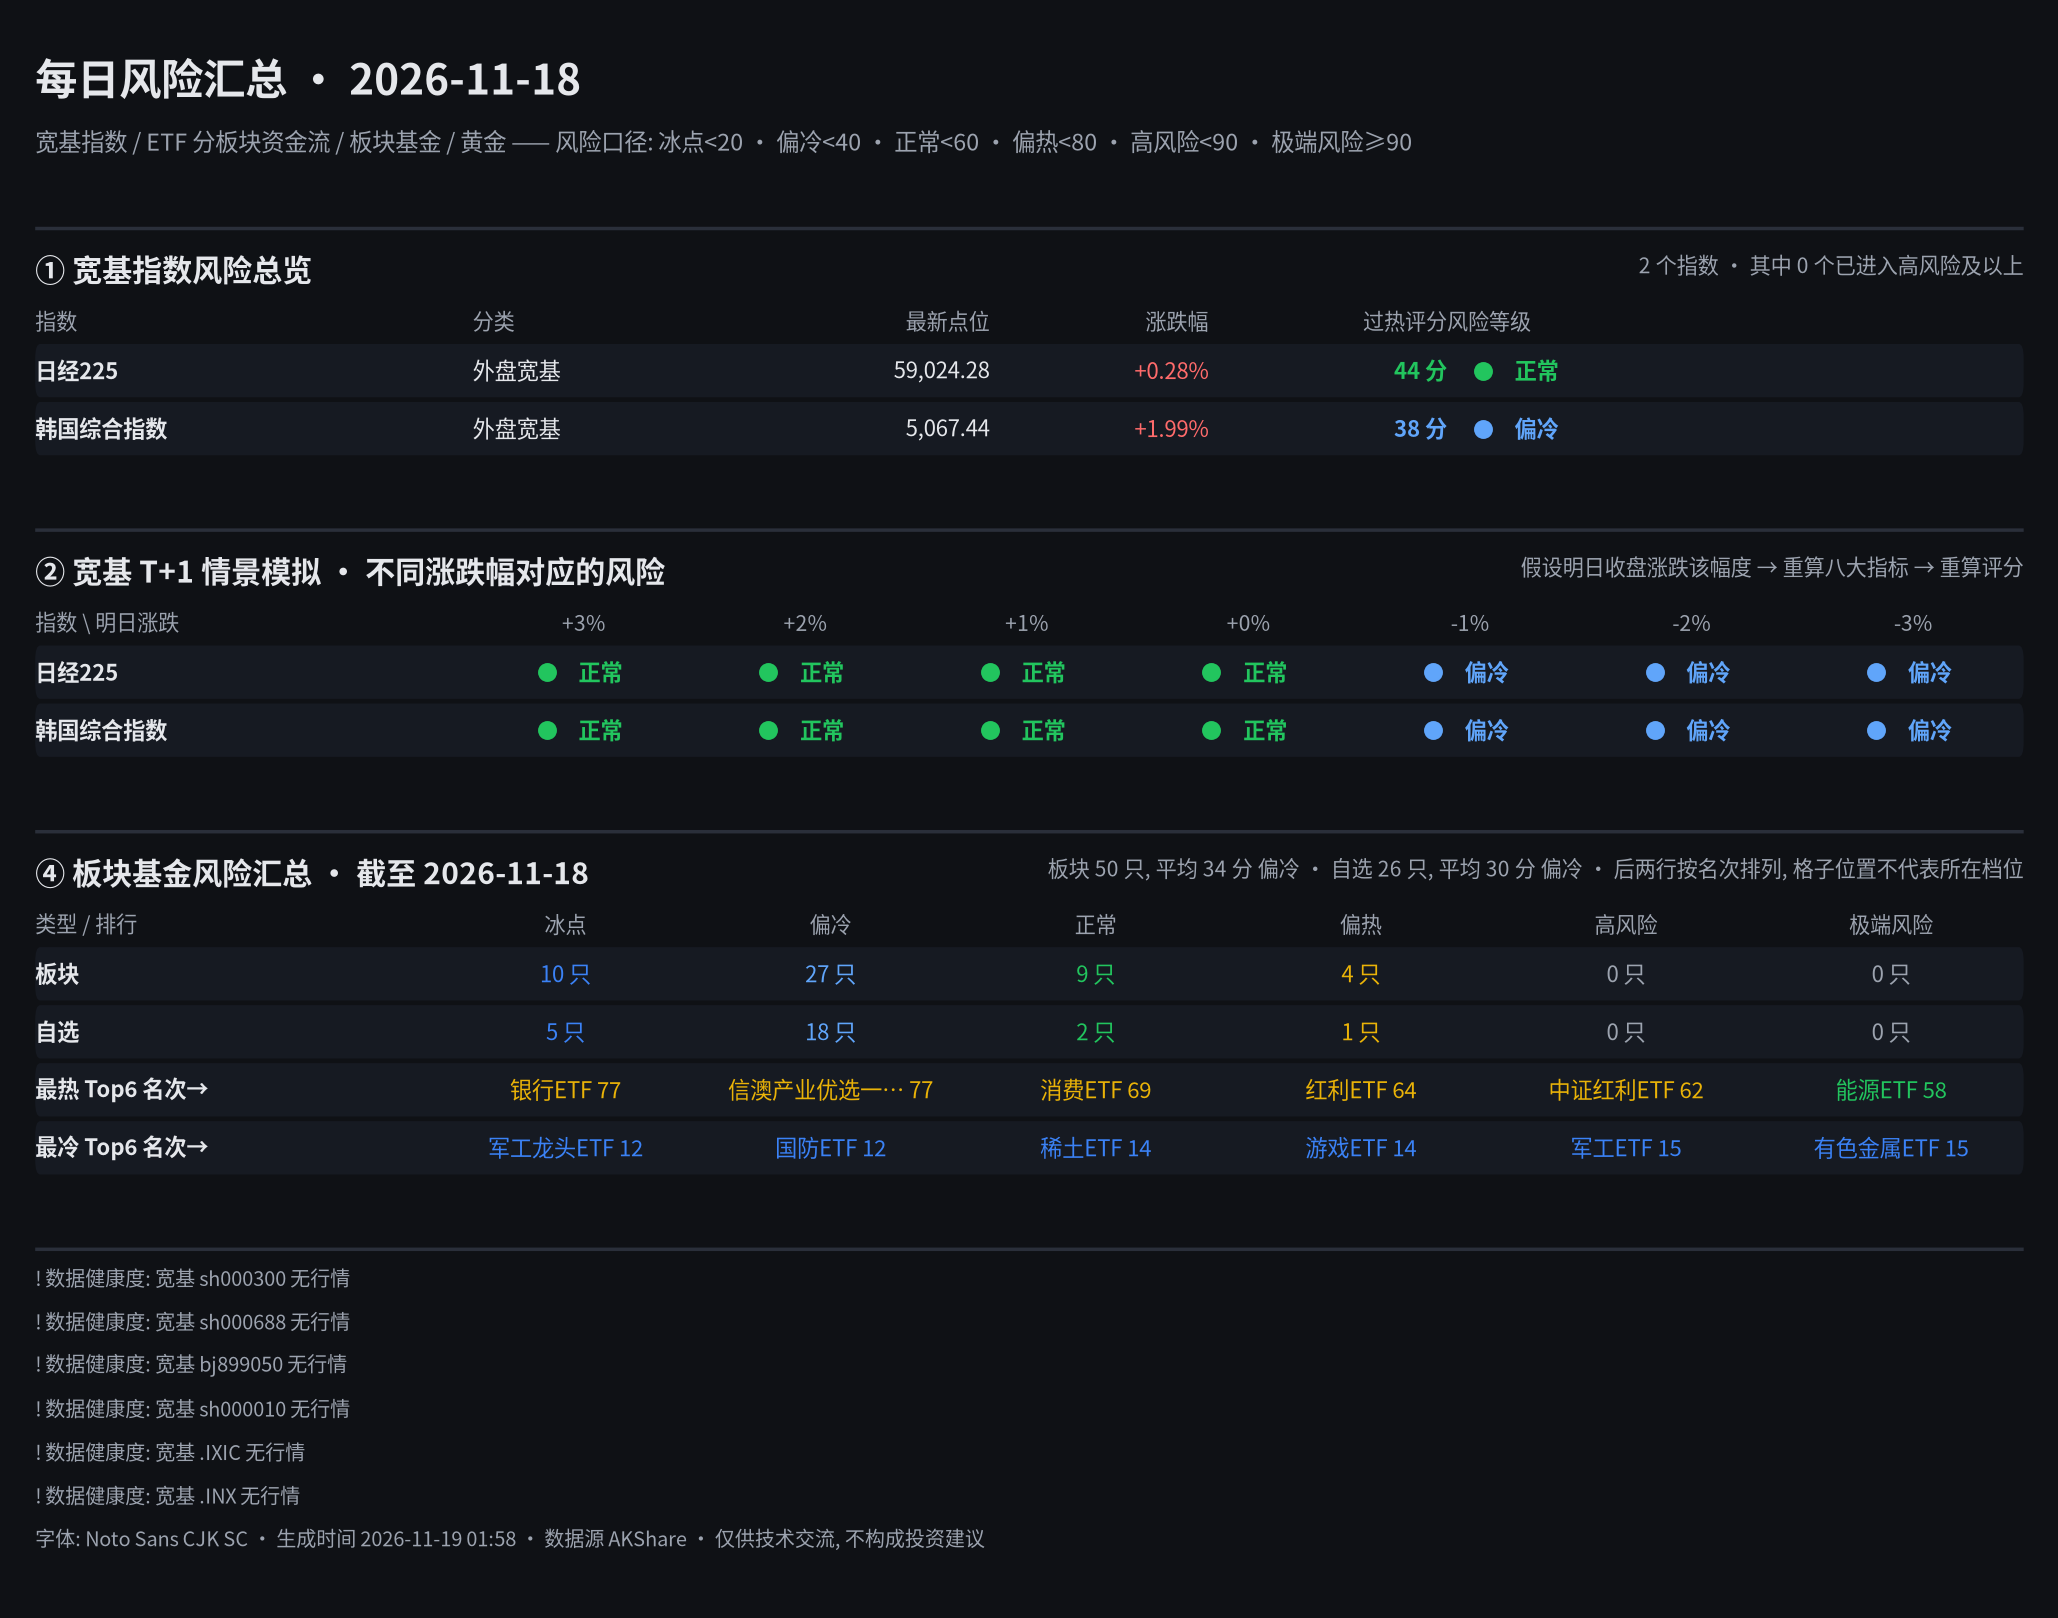 每日风险汇总 · 2026-11-18
宽基指数 / ETF 分板块资金流 / 板块基金 / 黄金 —— 风险口径: 冰点<20 · 偏冷<40 · 正常<60 · 偏热<80 · 高风险<90 · 极端风险≥90
① 宽基指数风险总览 2 个指数 · 其中 0 个已进入高风险及以上
指数 分类 最新点位 涨跌幅 过热评分风险等级
日经225 外盘宽基 59,024.28 +0.28% 44 分 ● 正常
韩国综合指数 外盘宽基 5,067.44 +1.99% 38 分 ● 偏冷
② 宽基 T+1 情景模拟 · 不同涨跌幅对应的风险 假设明日收盘涨跌该幅度 → 重算八大指标 → 重算评分
指数 \ 明日涨跌 +3% +2% +1% +0% -1% -2% -3%
日经225 ● 正常 ● 正常 ● 正常 ● 正常 ● 偏冷 ● 偏冷 ● 偏冷
韩国综合指数 ● 正常 ● 正常 ● 正常 ● 正常 ● 偏冷 ● 偏冷 ● 偏冷
④ 板块基金风险汇总 · 截至 2026-11-18 板块 50 只, 平均 34 分 偏冷 · 自选 26 只, 平均 30 分 偏冷 · 后两行按名次排列, 格子位置不代表所在档位
类型 / 排行 冰点 偏冷 正常 偏热 高风险 极端风险
板块 10 只 27 只 9 只 4 只 0 只 0 只
自选 5 只 18 只 2 只 1 只 0 只 0 只
最热 Top6 名次→ 银行ETF 77 信澳产业优选一… 77 消费ETF 69 红利ETF 64 中证红利ETF 62 能源ETF 58
最冷 Top6 名次→ 军工龙头ETF 12 国防ETF 12 稀土ETF 14 游戏ETF 14 军工ETF 15 有色金属ETF 15
! 数据健康度: 宽基 sh000300 无行情
! 数据健康度: 宽基 sh000688 无行情
! 数据健康度: 宽基 bj899050 无行情
! 数据健康度: 宽基 sh000010 无行情
! 数据健康度: 宽基 .IXIC 无行情
! 数据健康度: 宽基 .INX 无行情
字体: Noto Sans CJK SC · 生成时间 2026-11-19 01:58 · 数据源 AKShare · 仅供技术交流, 不构成投资建议